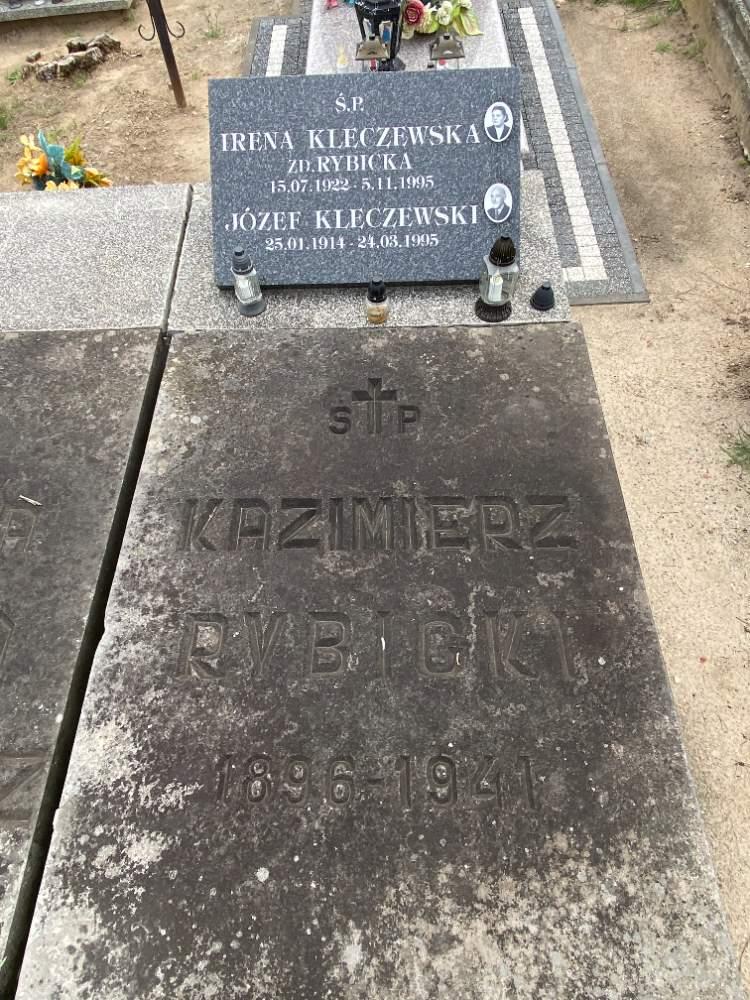 Ś.P.
IRENA KLECZEWSKA
ZD. RYBICKA
15.07.1922 - 5.11.1995
JÓZEF KLECZEWSKI
25.01.1914 - 24.03.1995
Ś P
KAZIMIERZ
RYBICKI
1896-1941